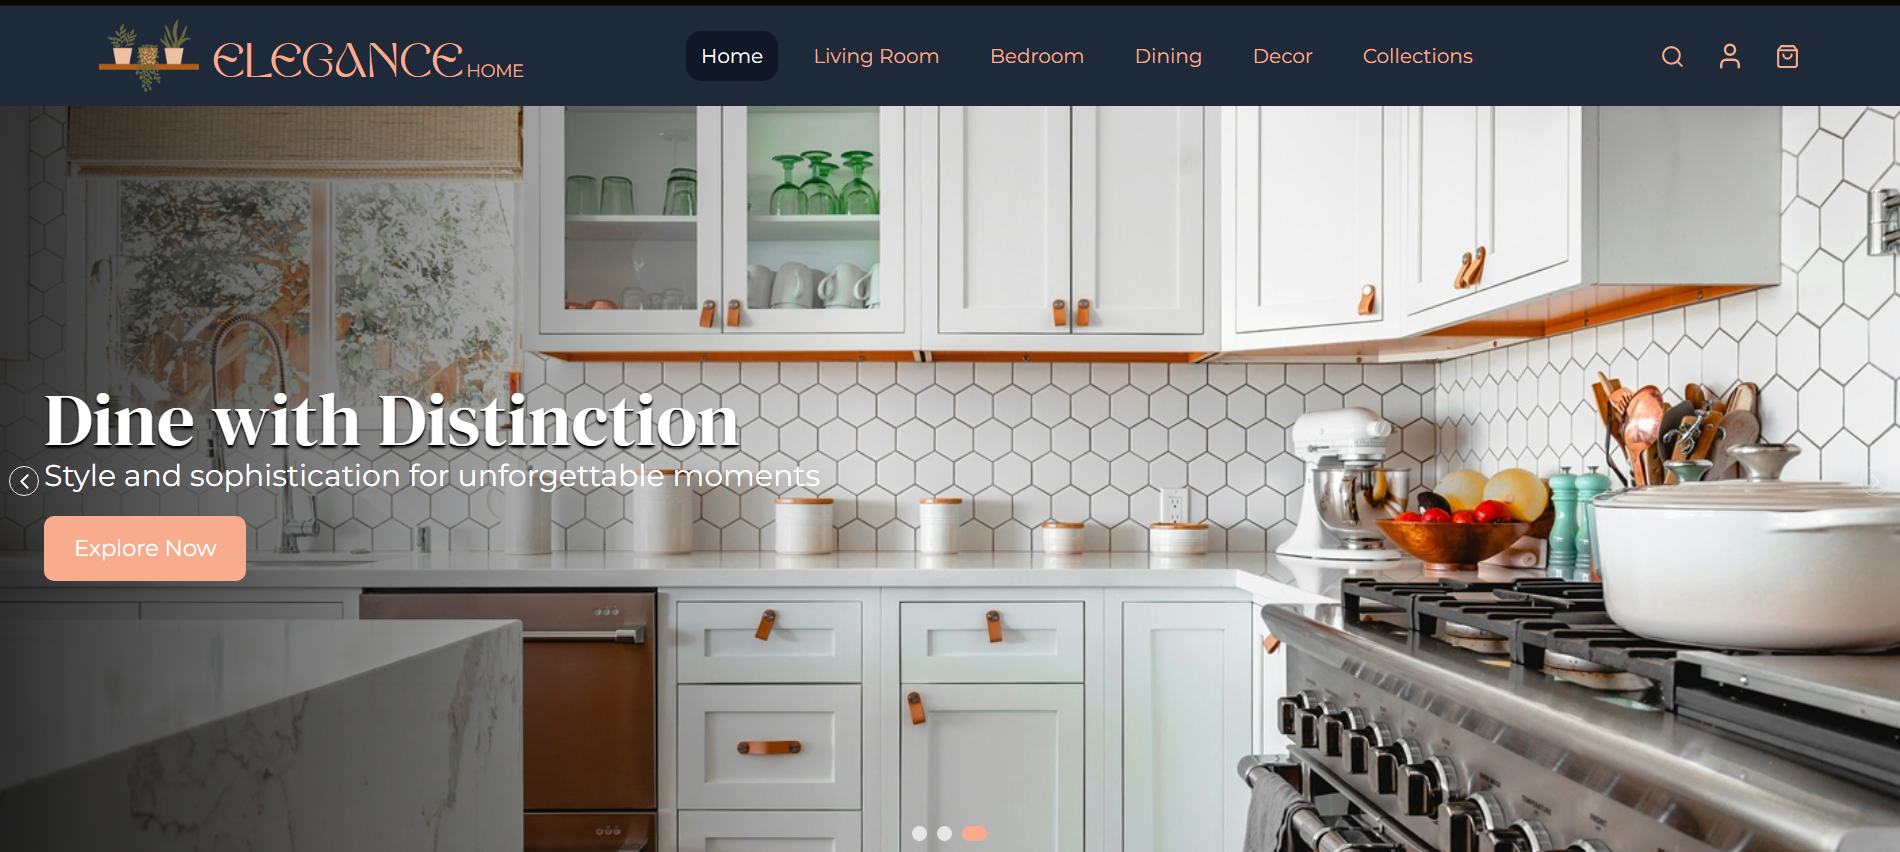 ELEGANCE HOME
Home
Living Room
Bedroom
Dining
Decor
Collections
Dine with Distinction
Style and sophistication for unforgettable moments
Explore Now